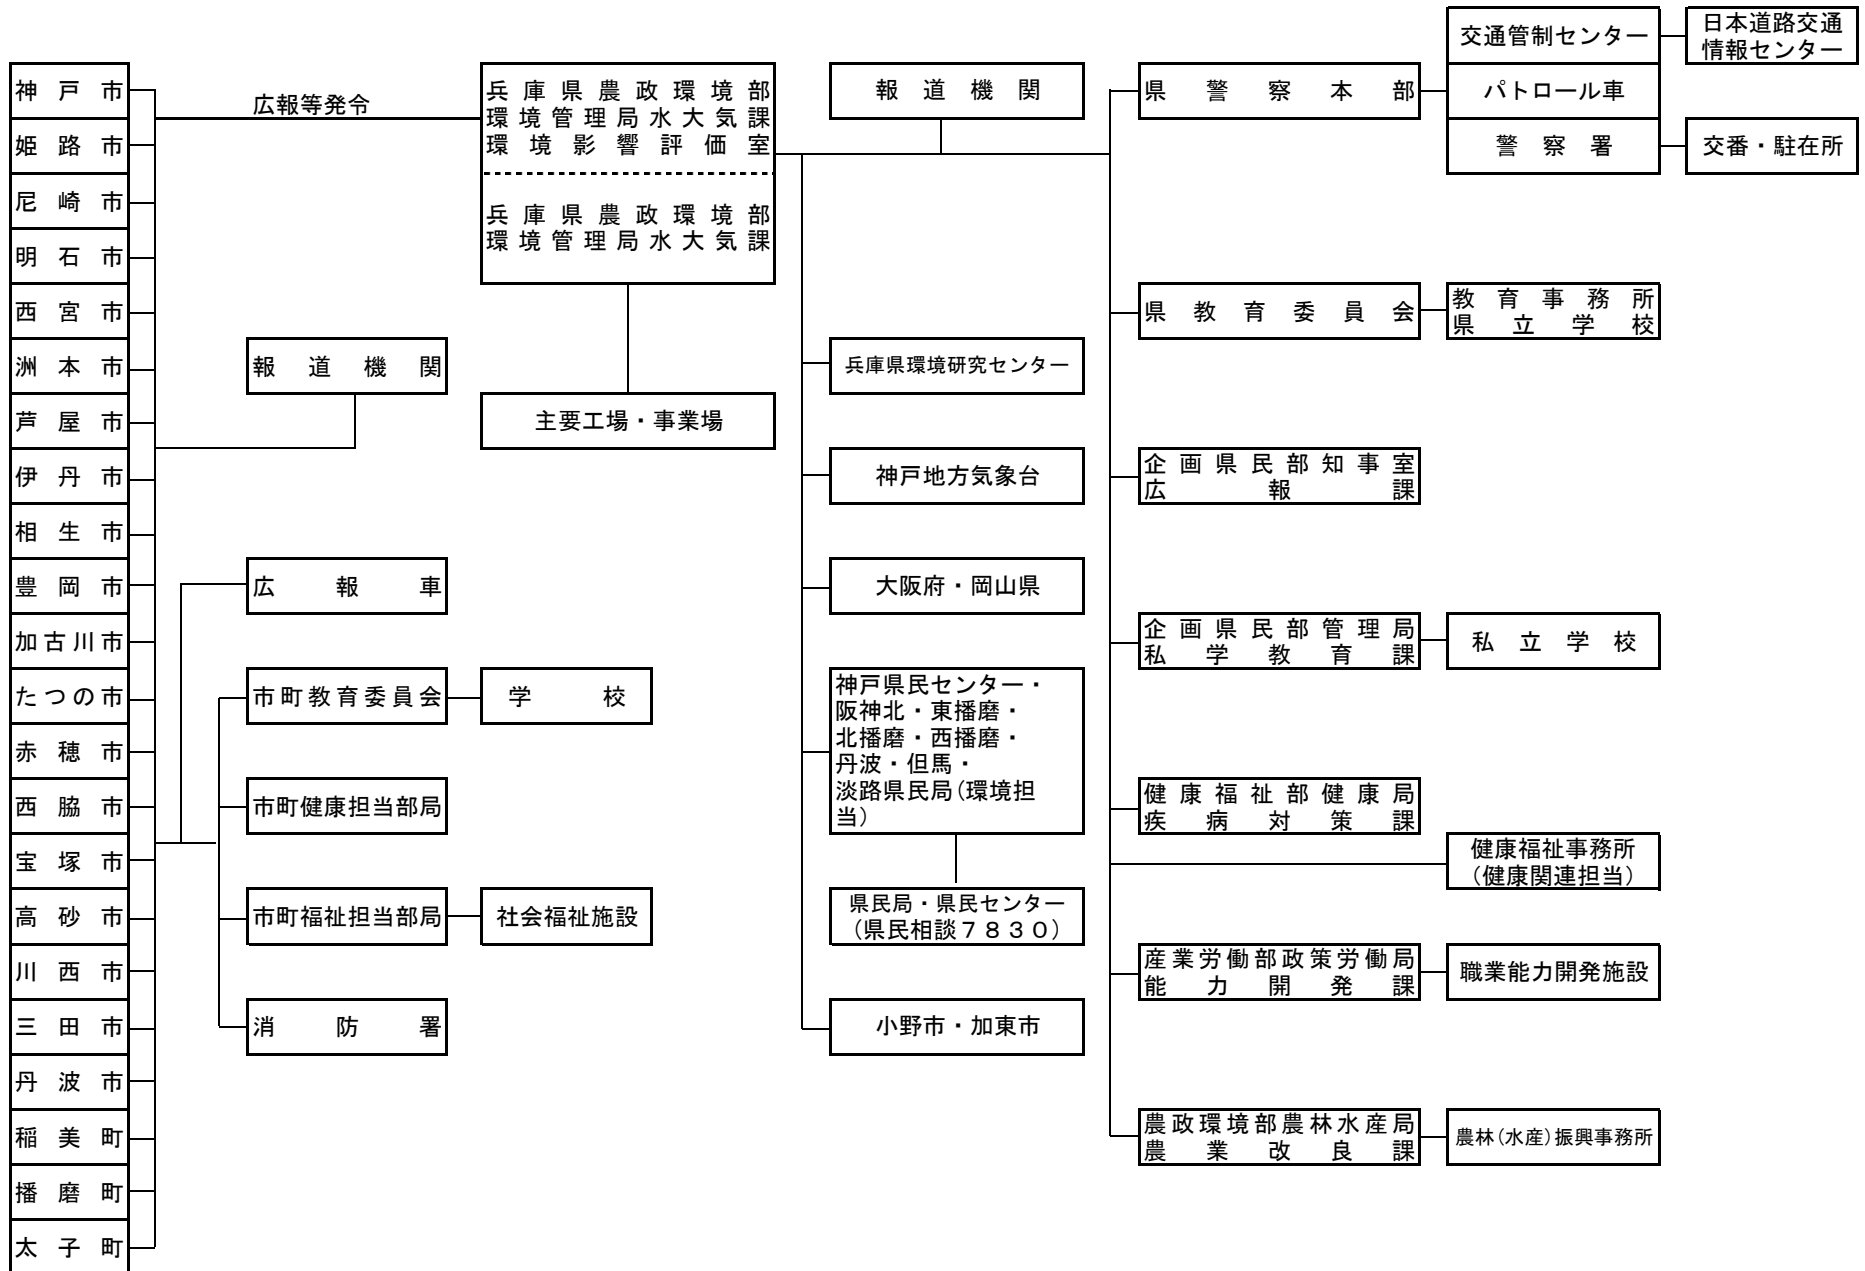 神戸市
姫路市
尼崎市
明石市
西宮市
洲本市
芦屋市
伊丹市
相生市
豊岡市
加古川市
たつの市
赤穂市
西脇市
宝塚市
高砂市
川西市
三田市
丹波市
稲美町
播磨町
太子町
広報等発令
報道機関
広報車
市町教育委員会
学校
市町健康担当部局
市町福祉担当部局
社会福祉施設
消防署
兵庫県農政環境部
環境管理局水大気課
環境影響評価室
兵庫県農政環境部
環境管理局水大気課
主要工場・事業場
報道機関
兵庫県環境研究センター
神戸地方気象台
大阪府・岡山県
神戸県民センター・
阪神北・東播磨・
北播磨・西播磨・
丹波・但馬・
淡路県民局(環境担
当)
県民局・県民センター
(県民相談7830)
小野市・加東市
県警察本部
交通管制センター
日本道路交通
情報センター
パトロール車
警察署
交番・駐在所
県教育委員会
教育事務所
県立学校
企画県民部知事室
広報課
企画県民部管理局
私学教育課
私立学校
健康福祉部健康局
疾病対策課
健康福祉事務所
(健康関連担当)
産業労働部政策労働局
能力開発課
職業能力開発施設
農政環境部農林水産局
農業改良課
農林(水産)振興事務所